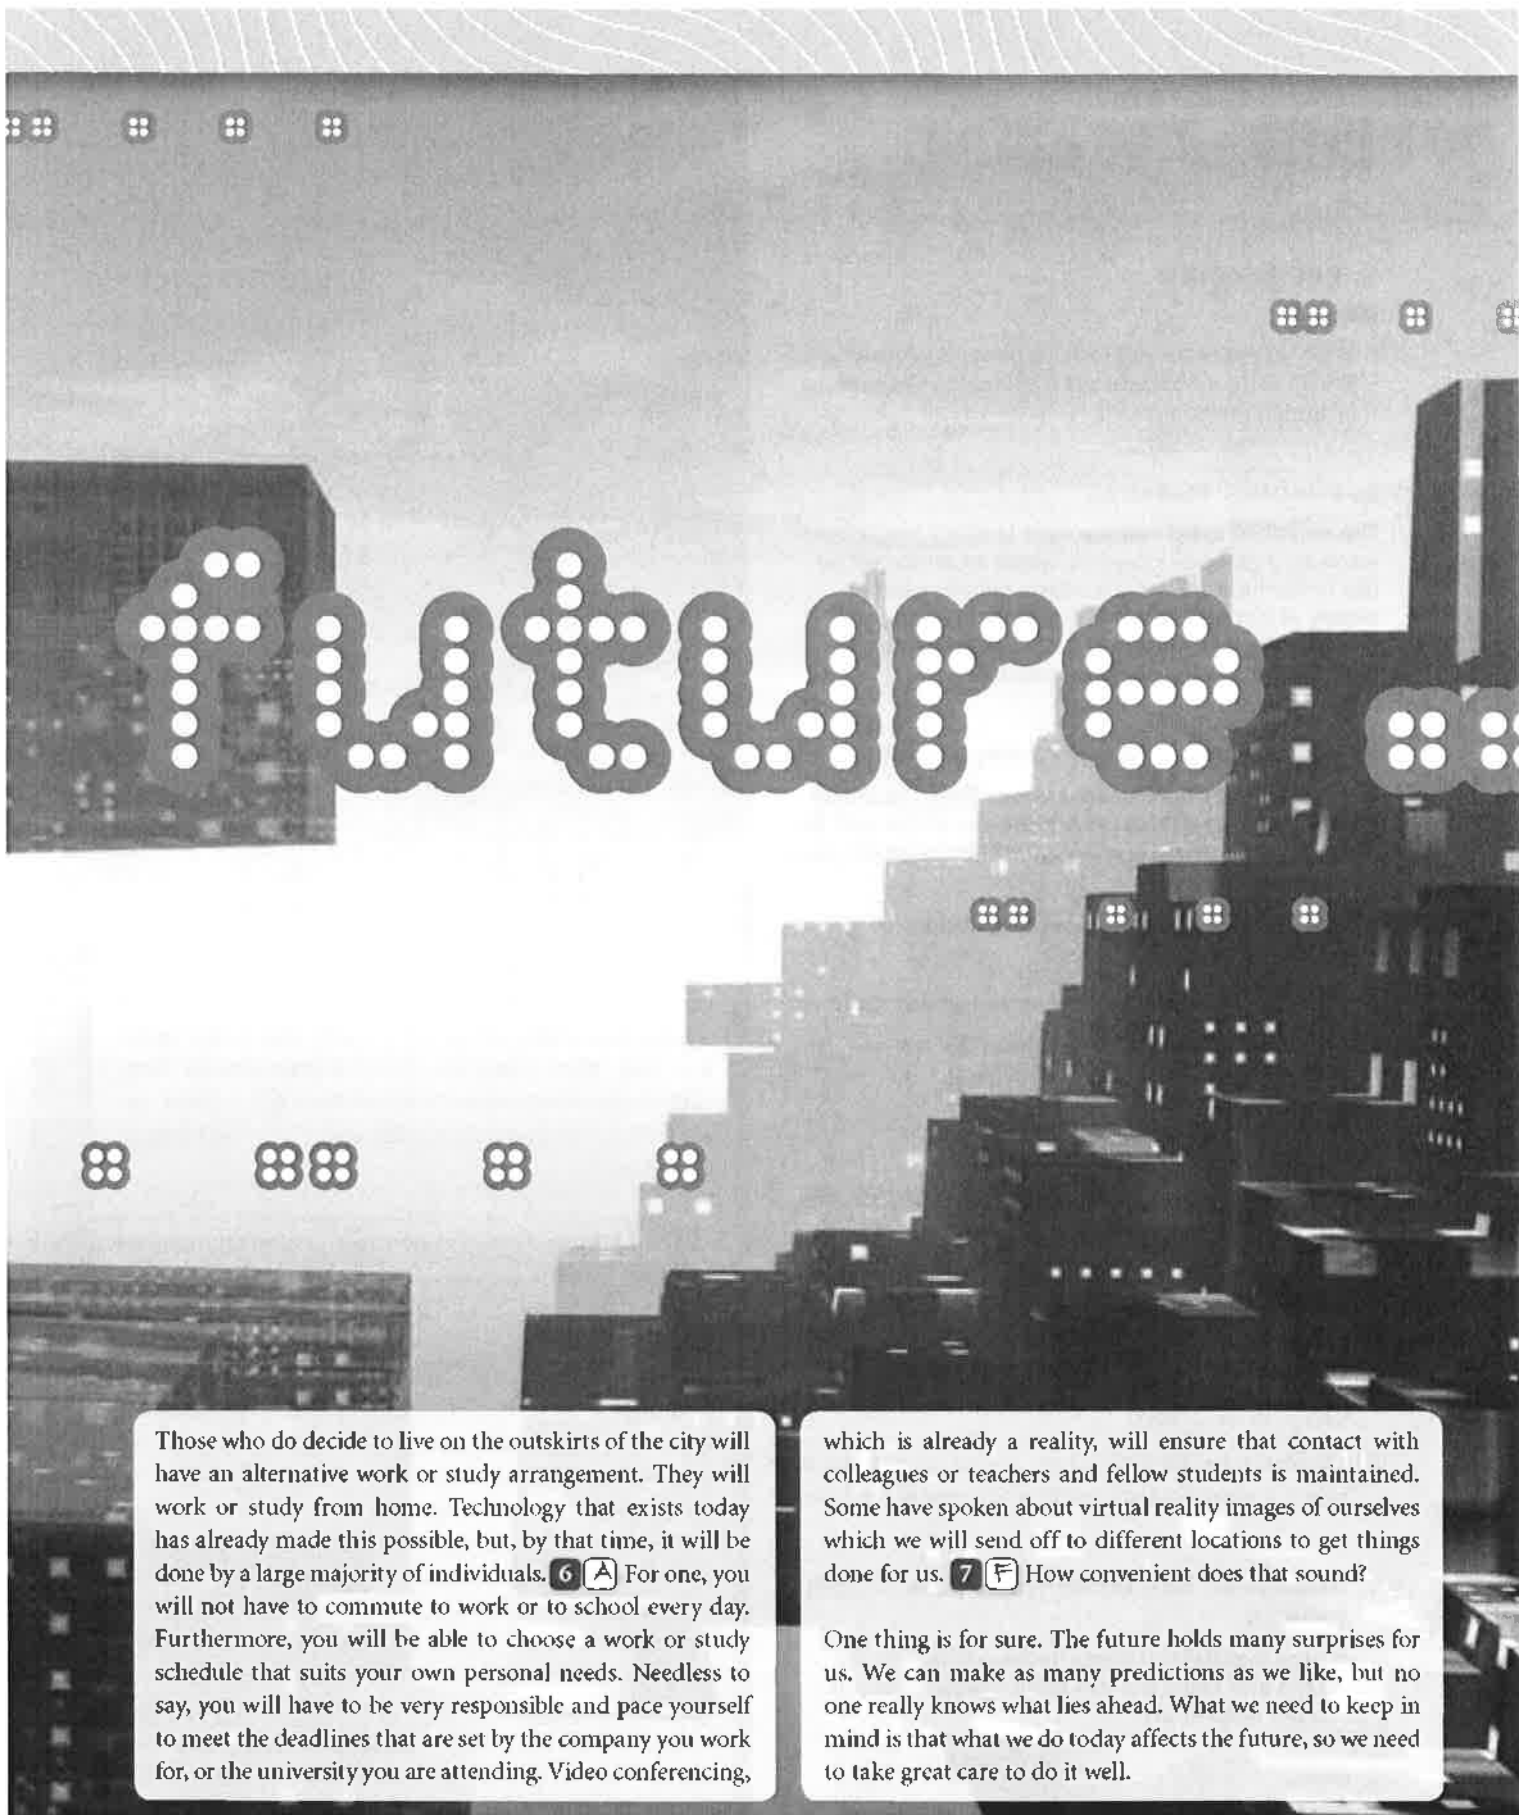 future
Those who do decide to live on the outskirts of the city will
have an alternative work or study arrangement. They will
work or study from home. Technology that exists today
has already made this possible, but, by that time, it will be
done by a large majority of individuals. 6 A For one, you
will not have to commute to work or to school every day.
Furthermore, you will be able to choose a work or study
schedule that suits your own personal needs. Needless to
say, you will have to be very responsible and pace yourself
to meet the deadlines that are set by the company you work
for, or the university you are attending. Video conferencing,
which is already a reality, will ensure that contact with
colleagues or teachers and fellow students is maintained.
Some have spoken about virtual reality images of ourselves
which we will send off to different locations to get things
done for us. 7 F How convenient does that sound?
One thing is for sure. The future holds many surprises for
us. We can make as many predictions as we like, but no
one really knows what lies ahead. What we need to keep in
mind is that what we do today affects the future, so we need
to take great care to do it well.